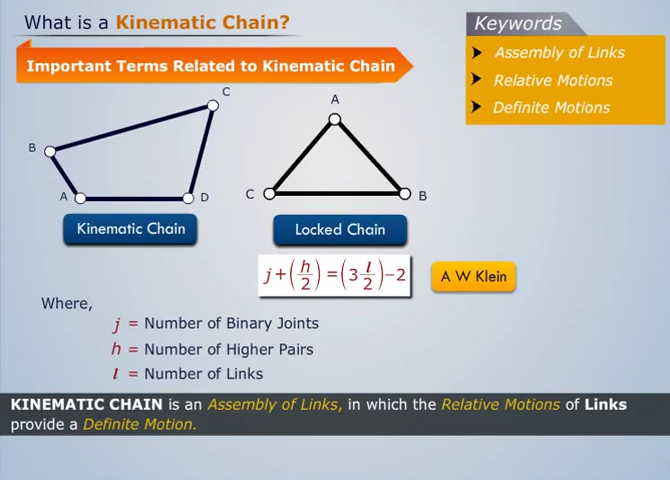 What is a Kinematic Chain?
Keywords
Important Terms Related to Kinematic Chain
Assembly of Links
Relative Motions
Definite Motions
B
C
A
D
A
C
B
Kinematic Chain
Locked Chain
j+(h/2)=(3 l/2)−2
A W Klein
Where,
j = Number of Binary Joints
h = Number of Higher Pairs
l = Number of Links
KINEMATIC CHAIN is an Assembly of Links, in which the Relative Motions of Links
provide a Definite Motion.